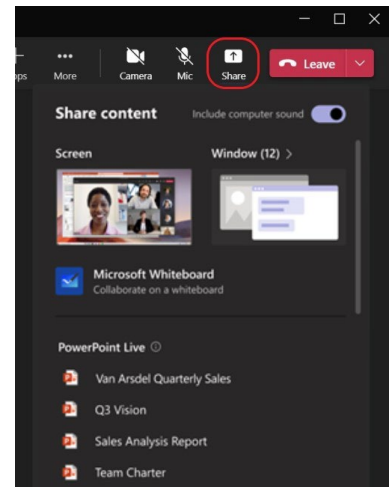 More
Camera
Mic
Share
Leave
Share content
Include computer sound
Screen
Window (12) >
Microsoft Whiteboard
Collaborate on a whiteboard
PowerPoint Live
Van Arsdel Quarterly Sales
Q3 Vision
Sales Analysis Report
Team Charter